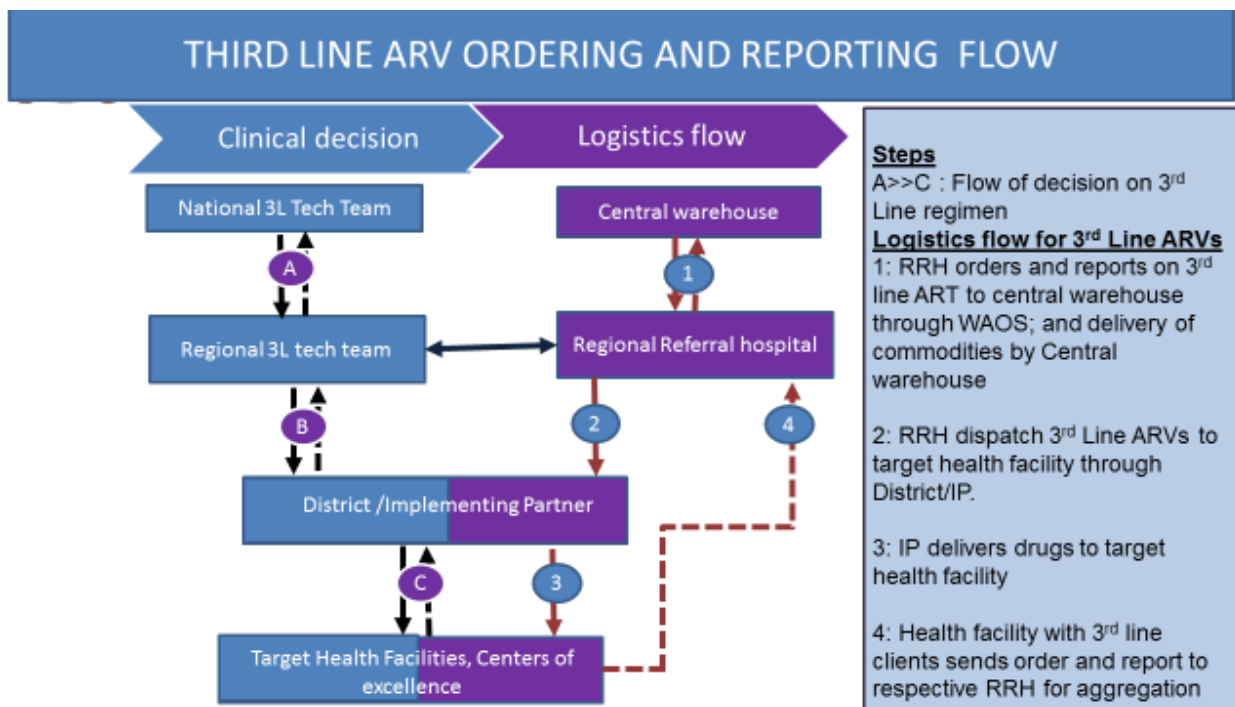 THIRD LINE ARV ORDERING AND REPORTING FLOW
Clinical decision
Logistics flow
National 3L Tech Team
Central warehouse
A
1
Regional 3L tech team
Regional Referral hospital
B
2
4
District /Implementing Partner
C
3
Target Health Facilities, Centers of
excellence
Steps
A>>C : Flow of decision on 3rd
Line regimen
Logistics flow for 3rd Line ARVs
1: RRH orders and reports on 3rd
line ART to central warehouse
through WAOS; and delivery of
commodities by Central
warehouse
2: RRH dispatch 3rd Line ARVs to
target health facility through
District/IP.
3: IP delivers drugs to target
health facility
4: Health facility with 3rd line
clients sends order and report to
respective RRH for aggregation